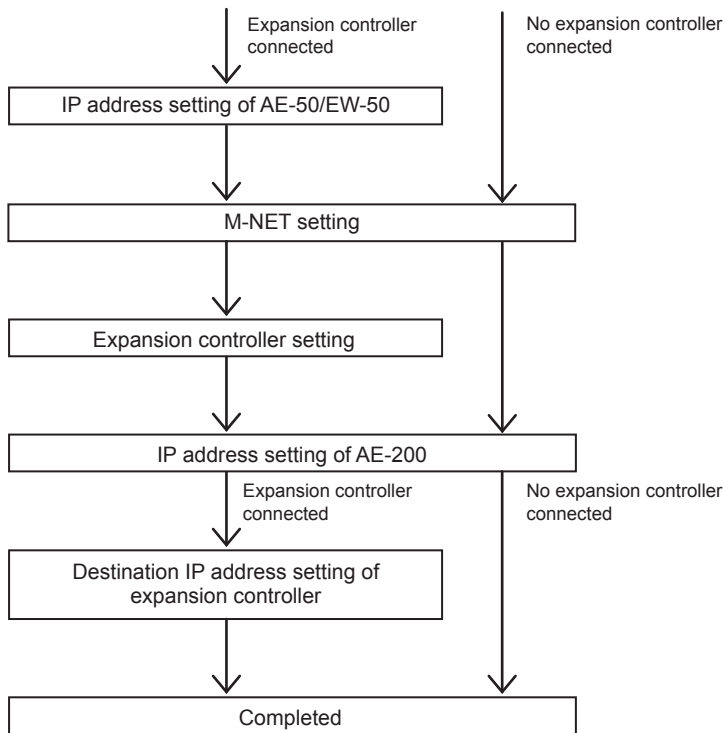 Expansion controller
connected
No expansion controller
connected
IP address setting of AE-50/EW-50
M-NET setting
Expansion controller setting
IP address setting of AE-200
Expansion controller
connected
No expansion controller
connected
Destination IP address setting of
expansion controller
Completed